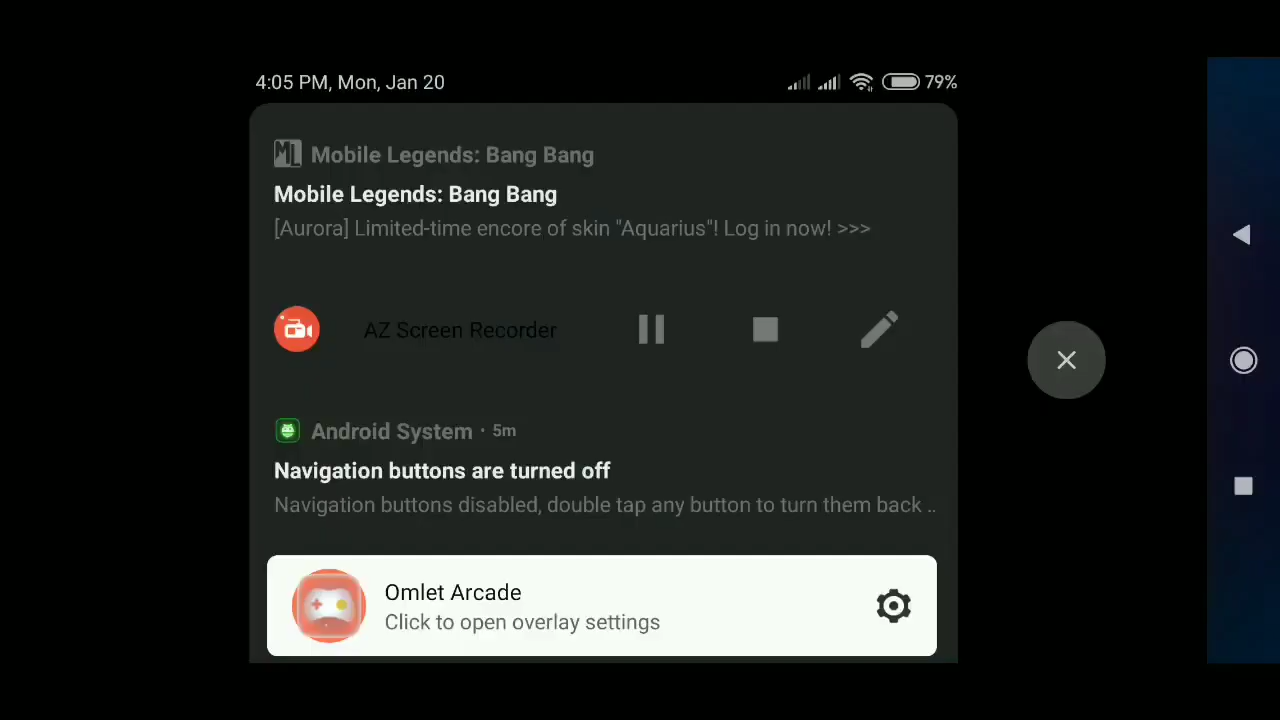 4:05 PM, Mon, Jan 20
79%
ML Mobile Legends: Bang Bang
Mobile Legends: Bang Bang
[Aurora] Limited-time encore of skin "Aquarius"! Log in now! >>>
AZ Screen Recorder
Android System · 5m
Navigation buttons are turned off
Navigation buttons disabled, double tap any button to turn them back ..
Omlet Arcade
Click to open overlay settings